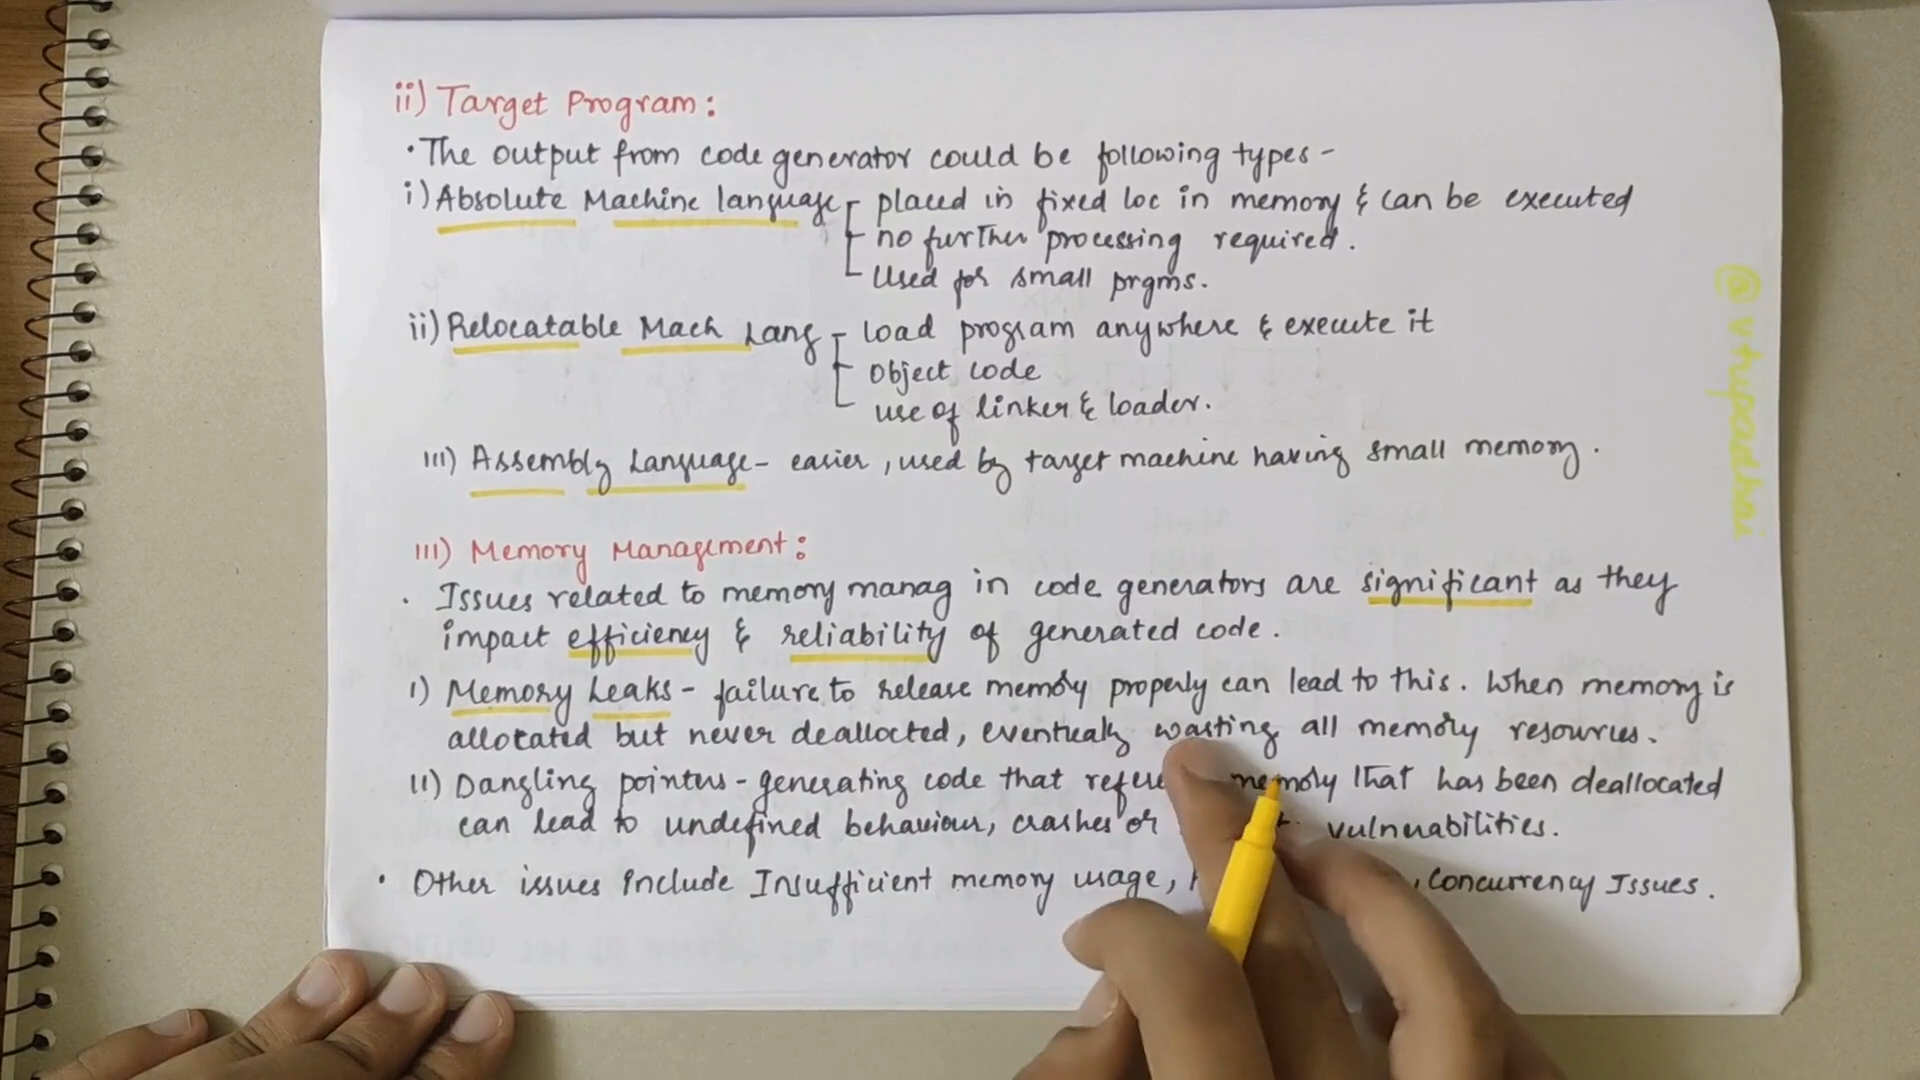 ii) Target Program:
• The output from code generator could be following types -
i) Absolute Machine language - placed in fixed loc in memory & can be executed
- no further processing required.
- Used for small prgms.
ii) Relocatable Mach Lang - load program anywhere & execute it
- Object code
- use of linker & loader.
III) Assembly Language - easier, used by target machine having small memory.
III) Memory Management:
• Issues related to memory manag in code generators are significant as they
impact efficiency & reliability of generated code.
I) Memory Leaks - failure to release memory properly can lead to this. When memory is
allocated but never deallocted, eventually wasting all memory resources.
II) Dangling pointers - generating code that memory that has been deallocated
can lead to undefined behaviour, crashes or vulnerabilities.
• Other issues include Insufficient memory usage, , Concurrency Issues.
@vtupadhai